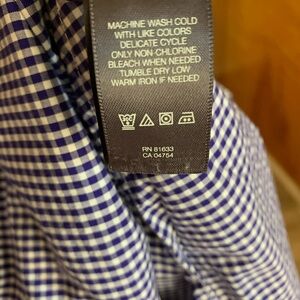 MACHINE WASH COLD
WITH LIKE COLORS
DELICATE CYCLE
ONLY NON-CHLORINE
BLEACH WHEN NEEDED
TUMBLE DRY LOW
WARM IRON IF NEEDED
RN 81633
CA 04754